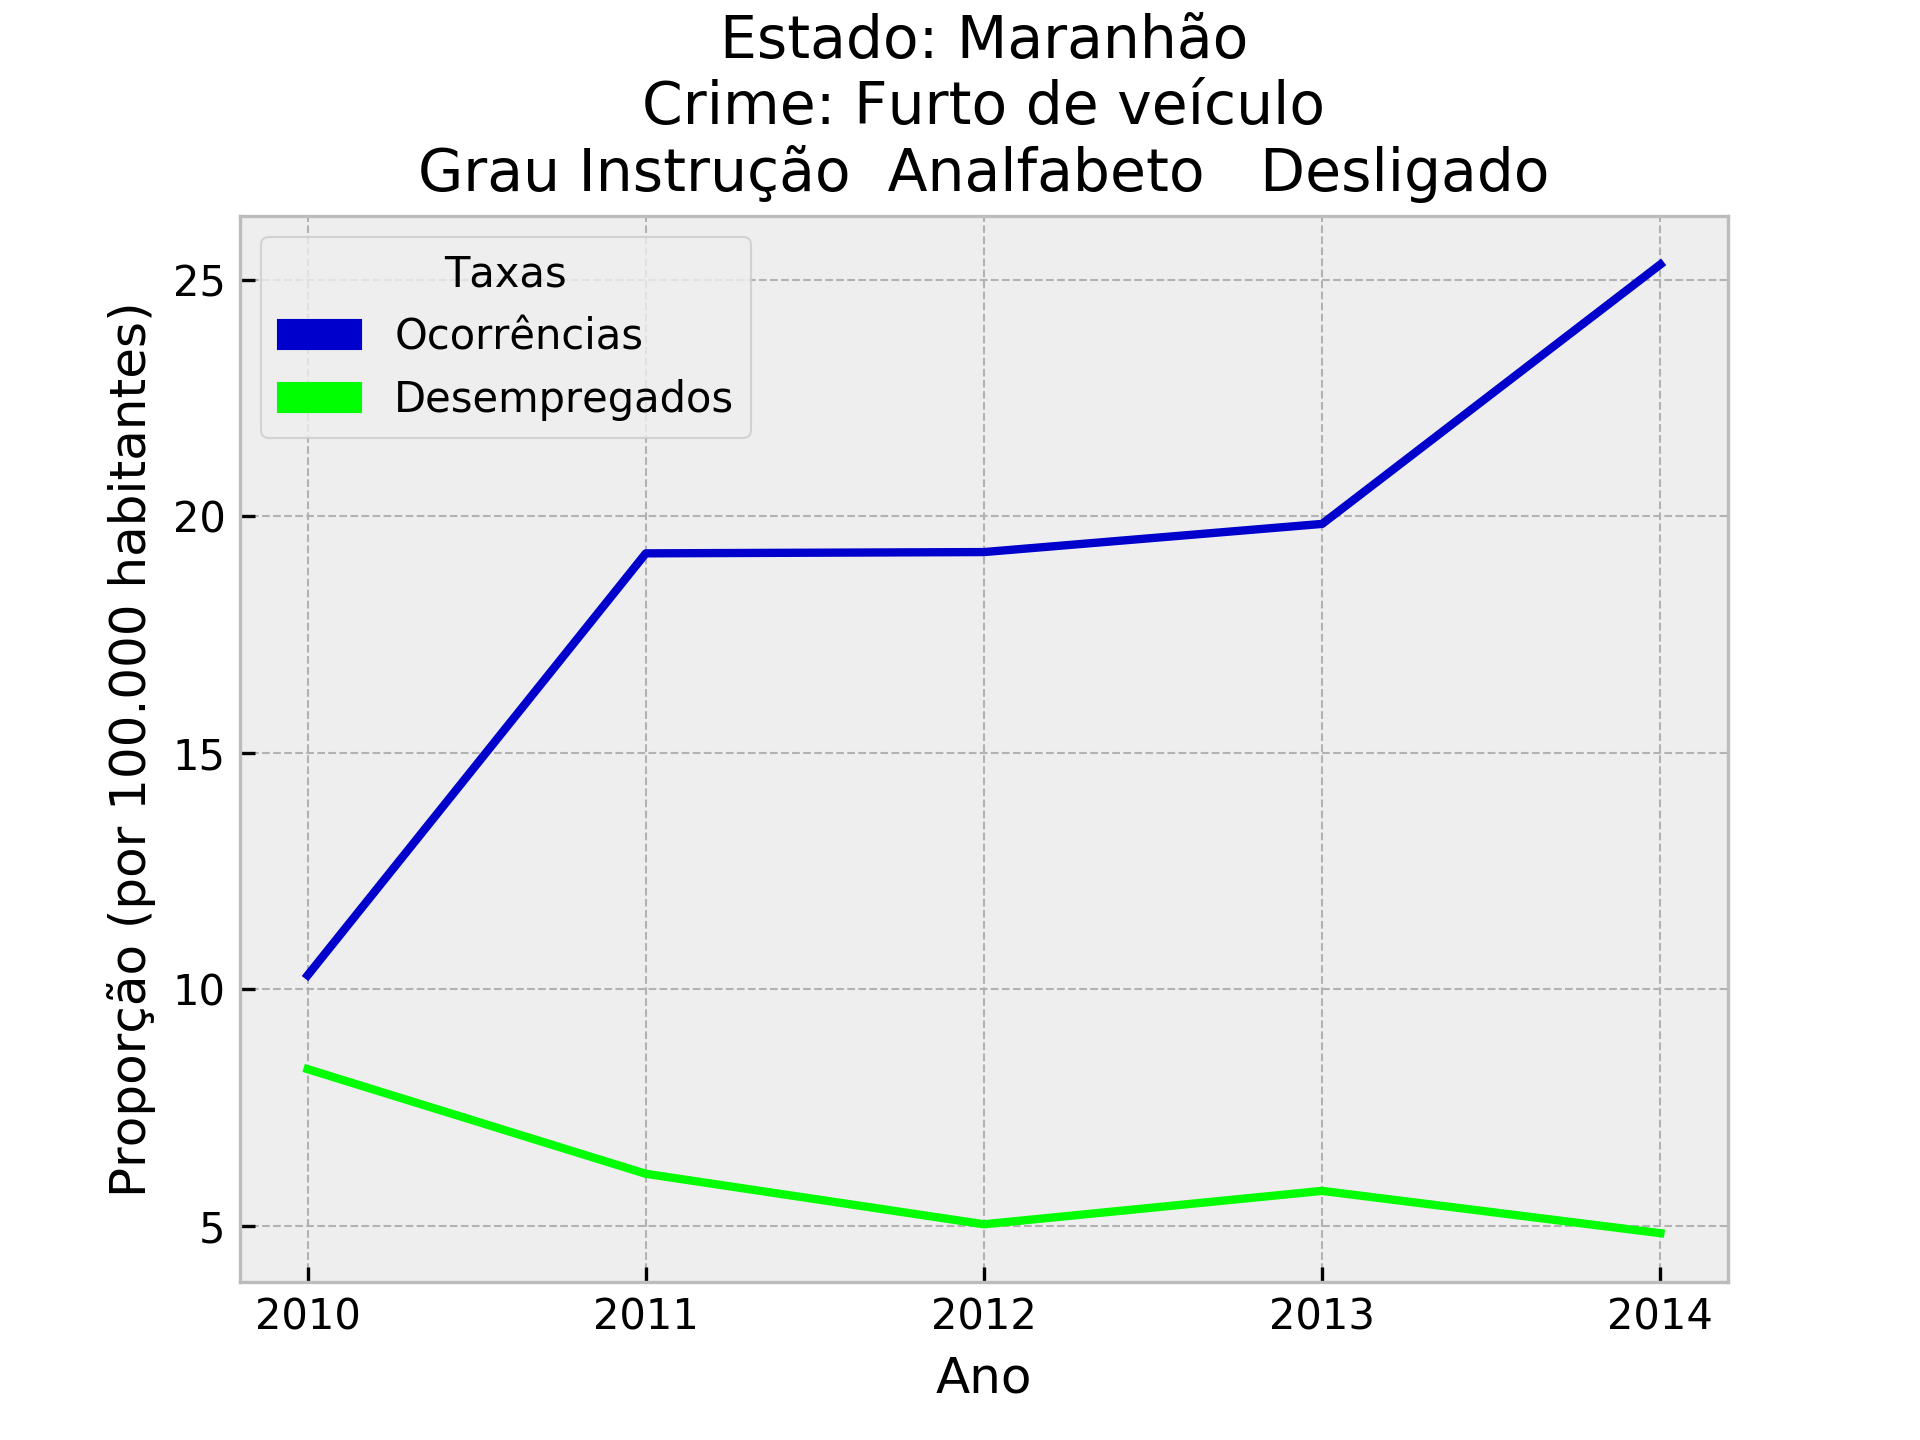 Estado: Maranhão
Crime: Furto de veículo
Grau Instrução  Analfabeto   Desligado
Taxas
Ocorrências
Desempregados
Proporção (por 100.000 habitantes)
25
20
15
10
5
2010 2011 2012 2013 2014
Ano